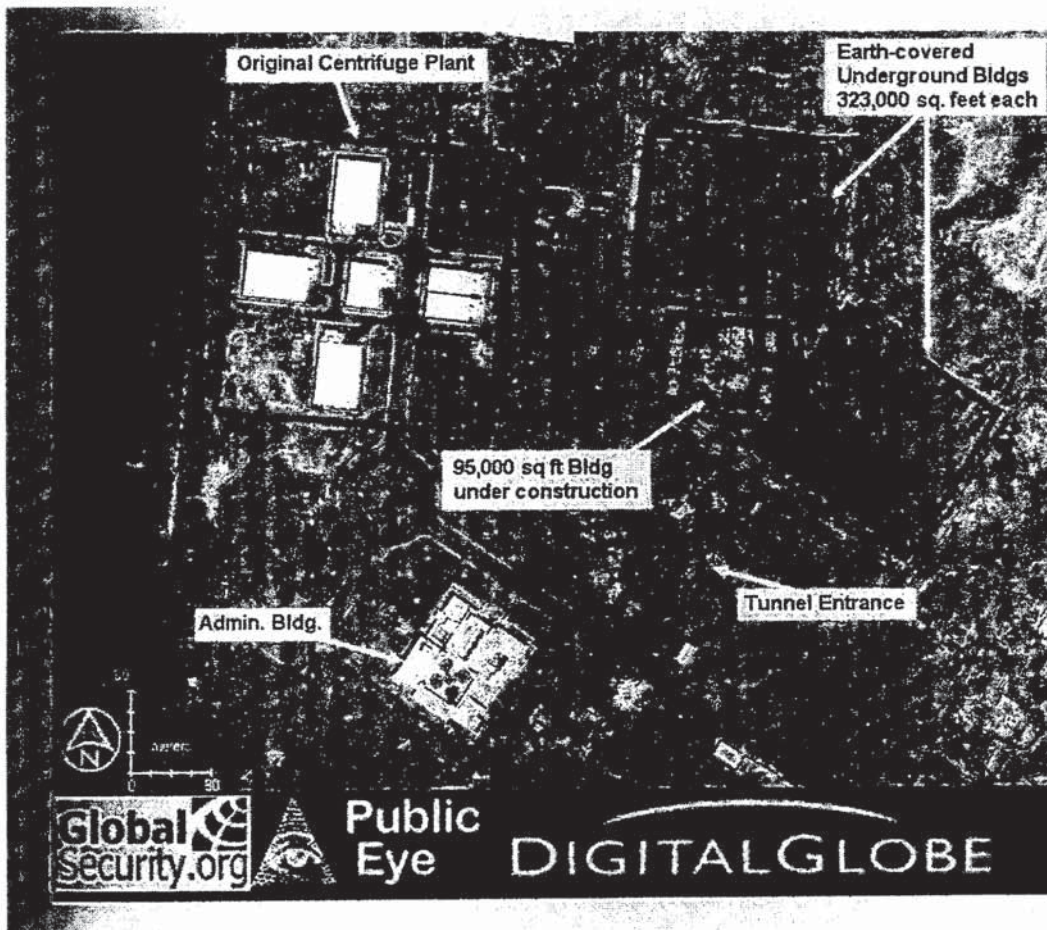 Original Centrifuge Plant
Earth-covered
Underground Bldgs
323,000 sq. feet each
95,000 sq ft Bldg
under construction
Tunnel Entrance
Admin. Bldg.
N
0
Global
Security.org
Public
Eye
DIGITALGLOBE